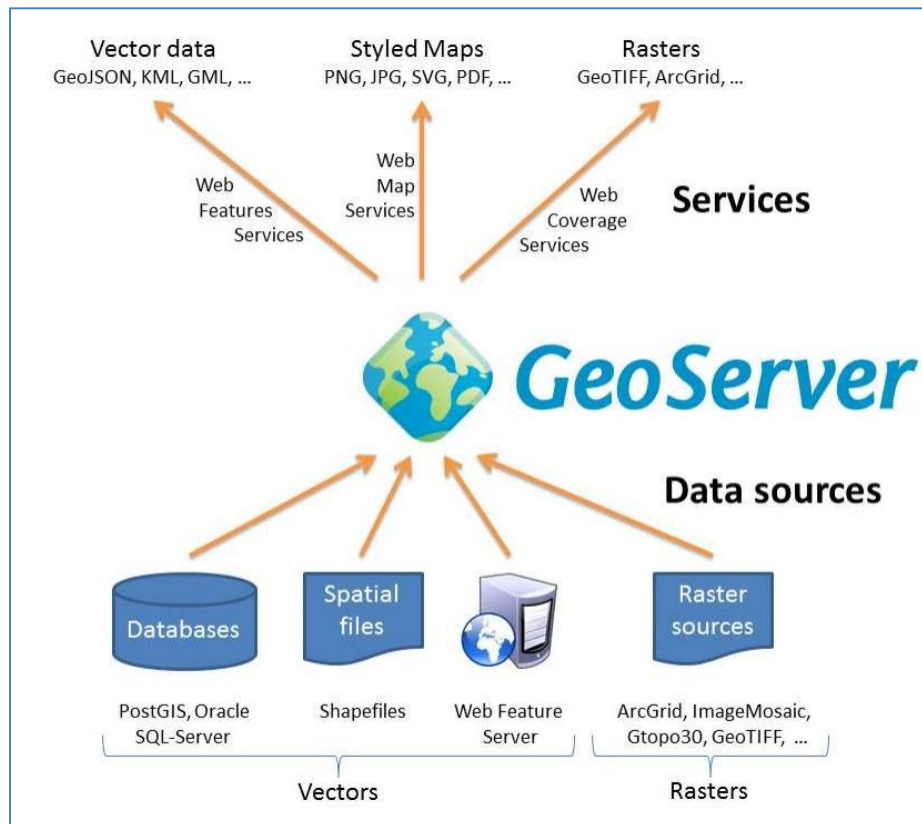 Vector data
GeoJSON, KML, GML, ...
Styled Maps
PNG, JPG, SVG, PDF, ...
Rasters
GeoTIFF, ArcGrid, ...
Web
Features
Services
Web
Map
Services
Web
Coverage
Services
Services
GeoServer
Data sources
Databases
Spatial
files
Raster
sources
PostGIS, Oracle
SQL-Server
Shapefiles
Web Feature
Server
ArcGrid, ImageMosaic,
Gtopo30, GeoTIFF, ...
Vectors
Rasters